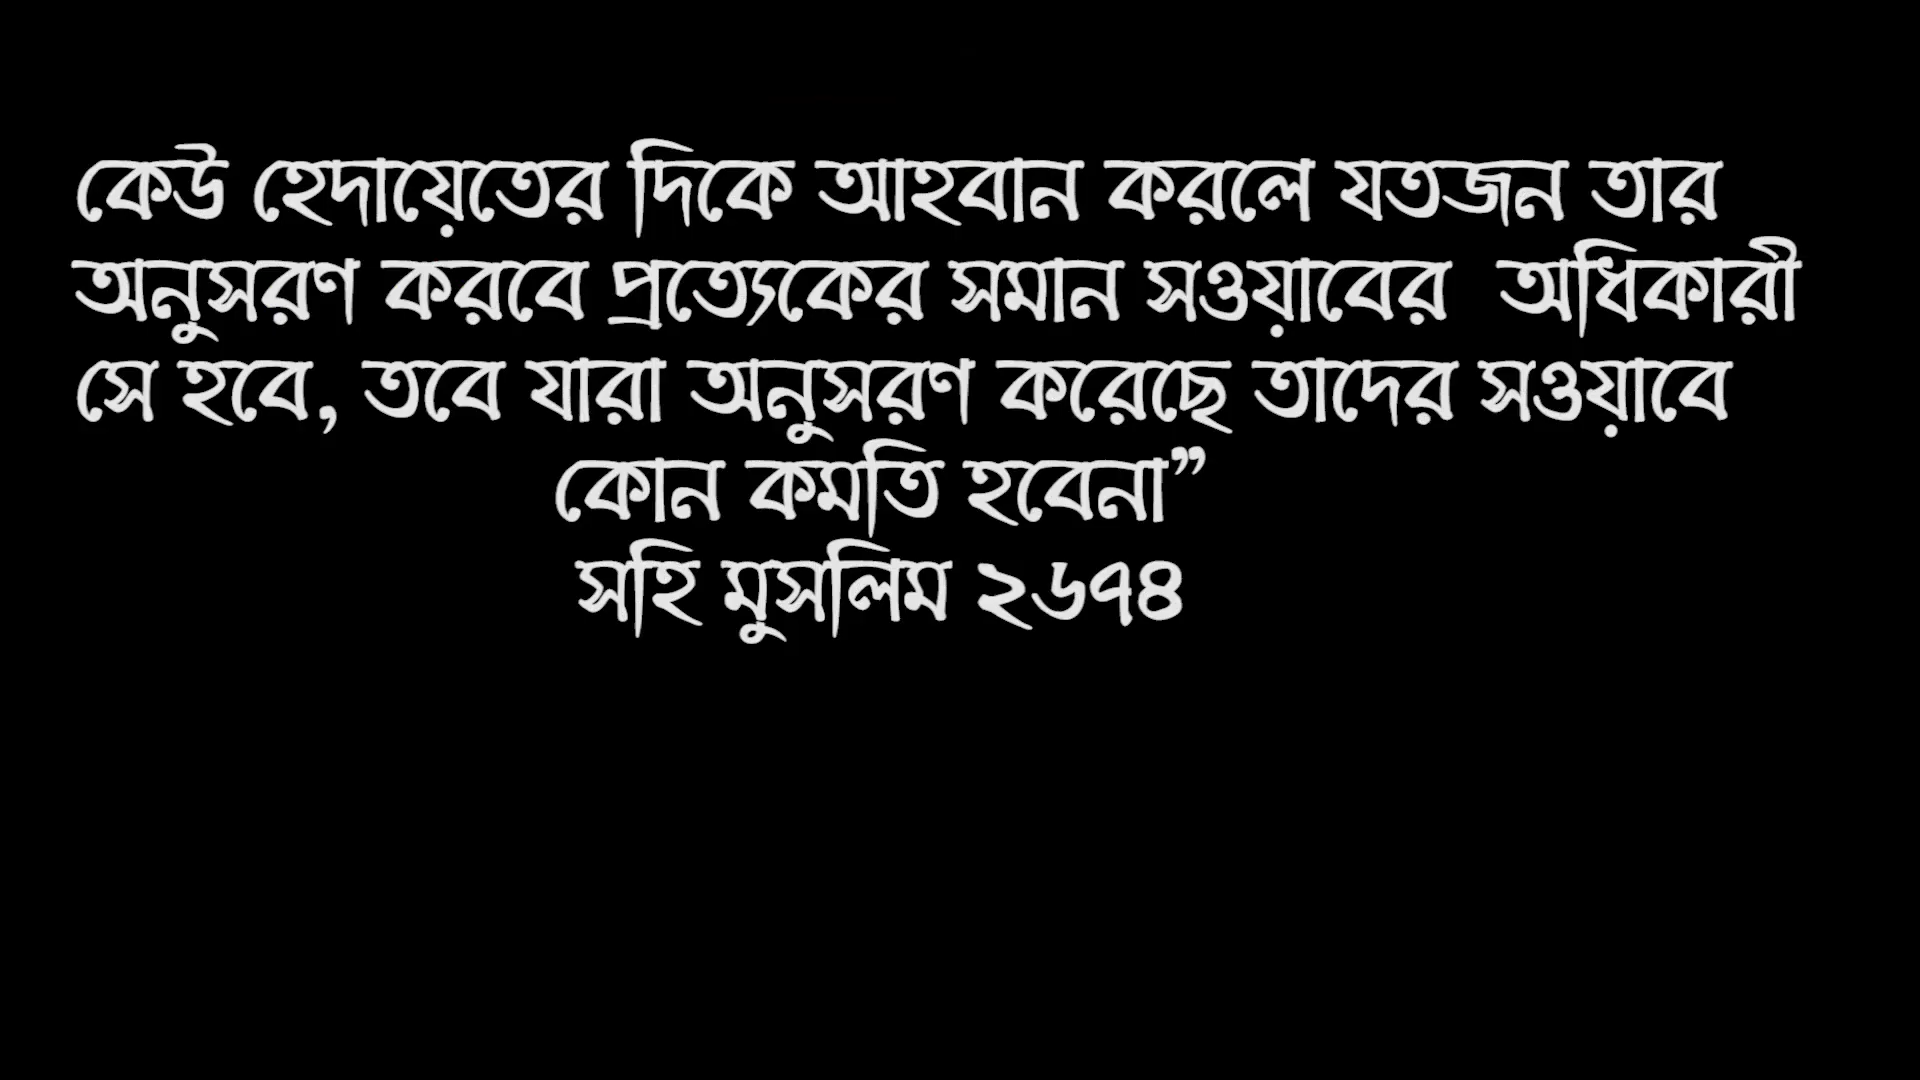 কেউ হেদায়েতের দিকে আহবান করলে যতজন তার
অনুসরণ করবে প্রত্যেকের সমান সওয়াবের  অধিকারী
সে হবে, তবে যারা অনুসরণ করেছে তাদের সওয়াবে
কোন কমতি হবেনা”
সহি মুসলিম ২৬৭৪